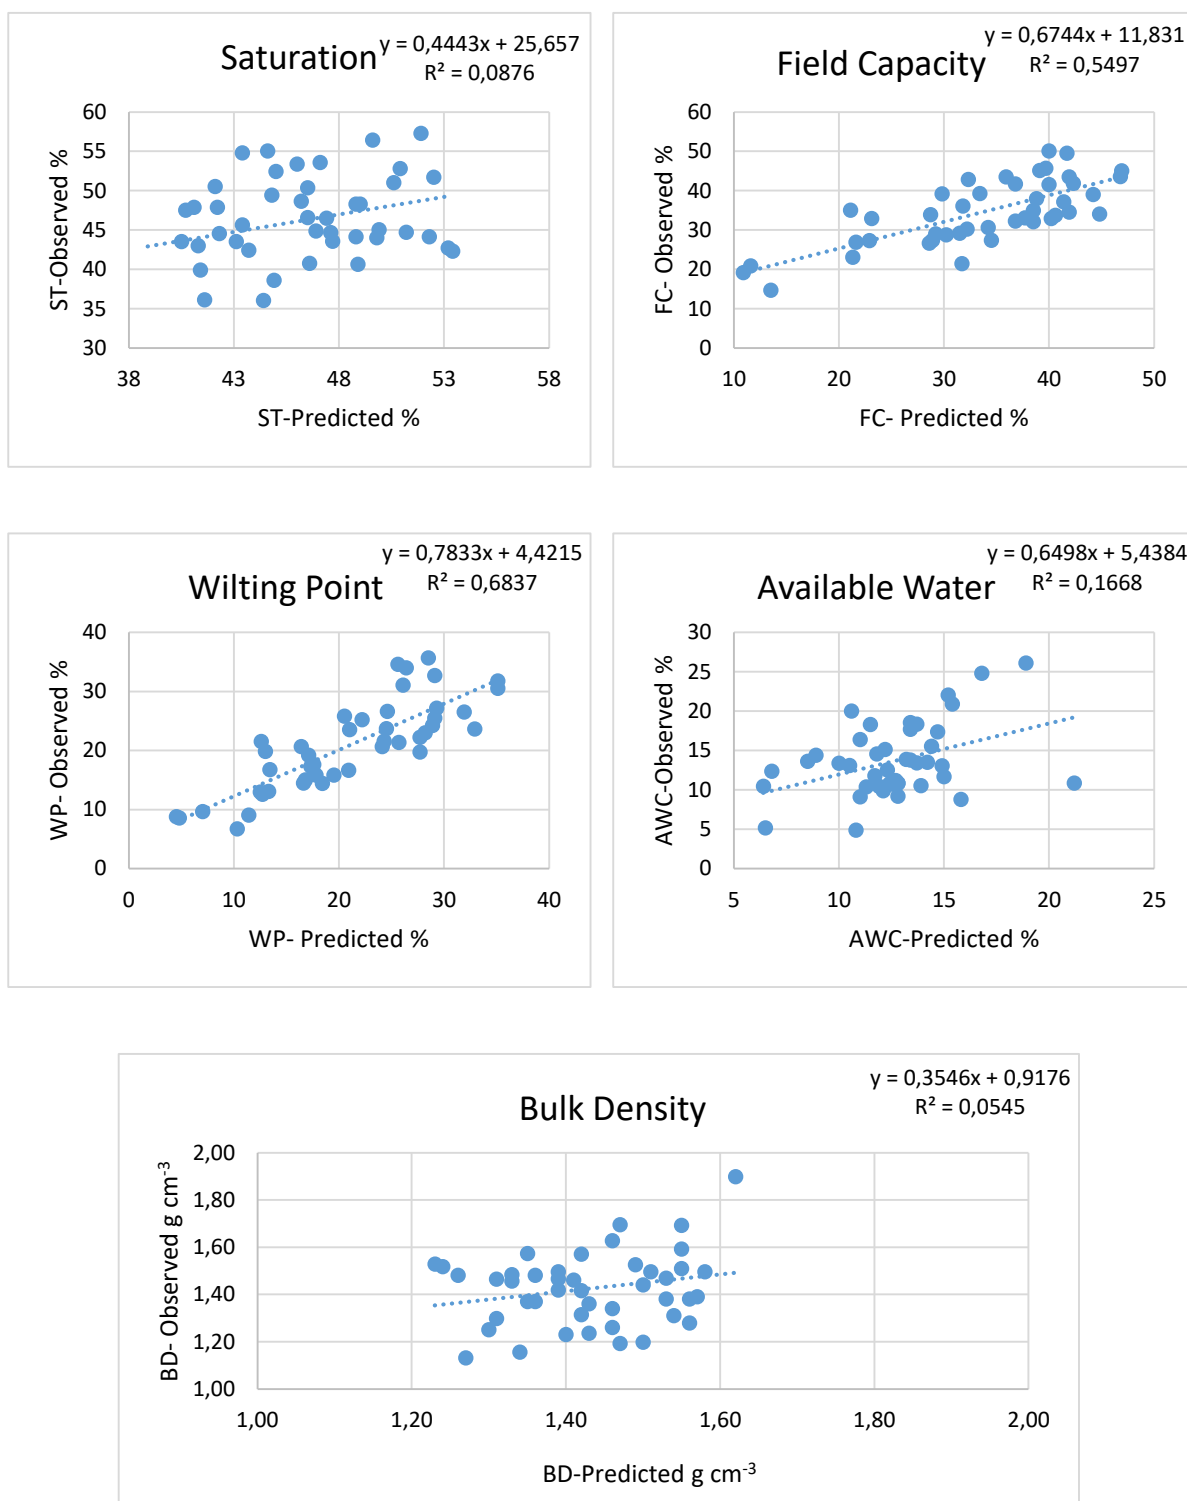 Saturation
y = 0,4443x + 25,657
R² = 0,0876
60
55
50
45
40
35
30
38 43 48 53 58
ST-Observed %
ST-Predicted %
Field Capacity
y = 0,6744x + 11,831
R² = 0,5497
60
50
40
30
20
10
0
10 20 30 40 50
FC- Observed %
FC- Predicted %
Wilting Point
y = 0,7833x + 4,4215
R² = 0,6837
40
30
20
10
0
0 10 20 30 40
WP- Observed %
WP- Predicted %
Available Water
y = 0,6498x + 5,4384
R² = 0,1668
30
25
20
15
10
5
0
5 10 15 20 25
AWC-Observed %
AWC-Predicted %
Bulk Density
y = 0,3546x + 0,9176
R² = 0,0545
2,00
1,80
1,60
1,40
1,20
1,00
1,00 1,20 1,40 1,60 1,80 2,00
BD- Observed g cm⁻³
BD-Predicted g cm⁻³